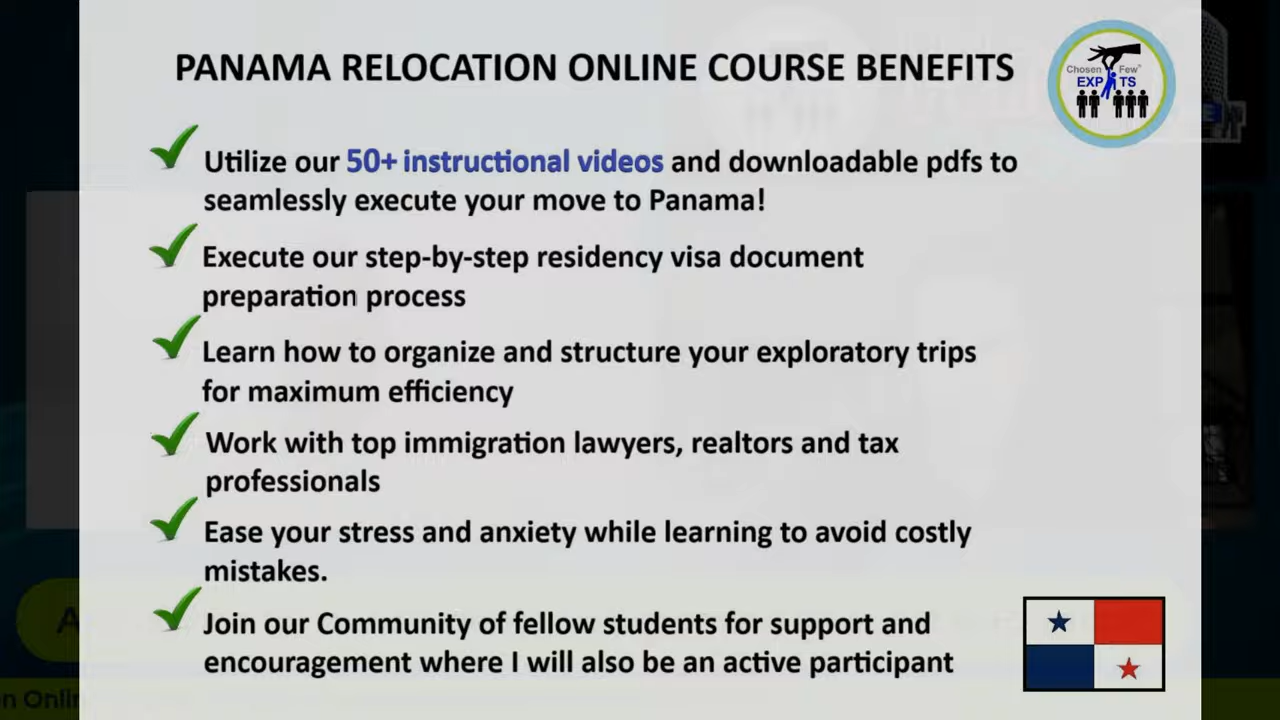 PANAMA RELOCATION ONLINE COURSE BENEFITS
Chosen Few
EXP TS
Utilize our 50+ instructional videos and downloadable pdfs to
seamlessly execute your move to Panama!
Execute our step-by-step residency visa document
preparation process
Learn how to organize and structure your exploratory trips
for maximum efficiency
Work with top immigration lawyers, realtors and tax
professionals
Ease your stress and anxiety while learning to avoid costly
mistakes.
Join our Community of fellow students for support and
encouragement where I will also be an active participant